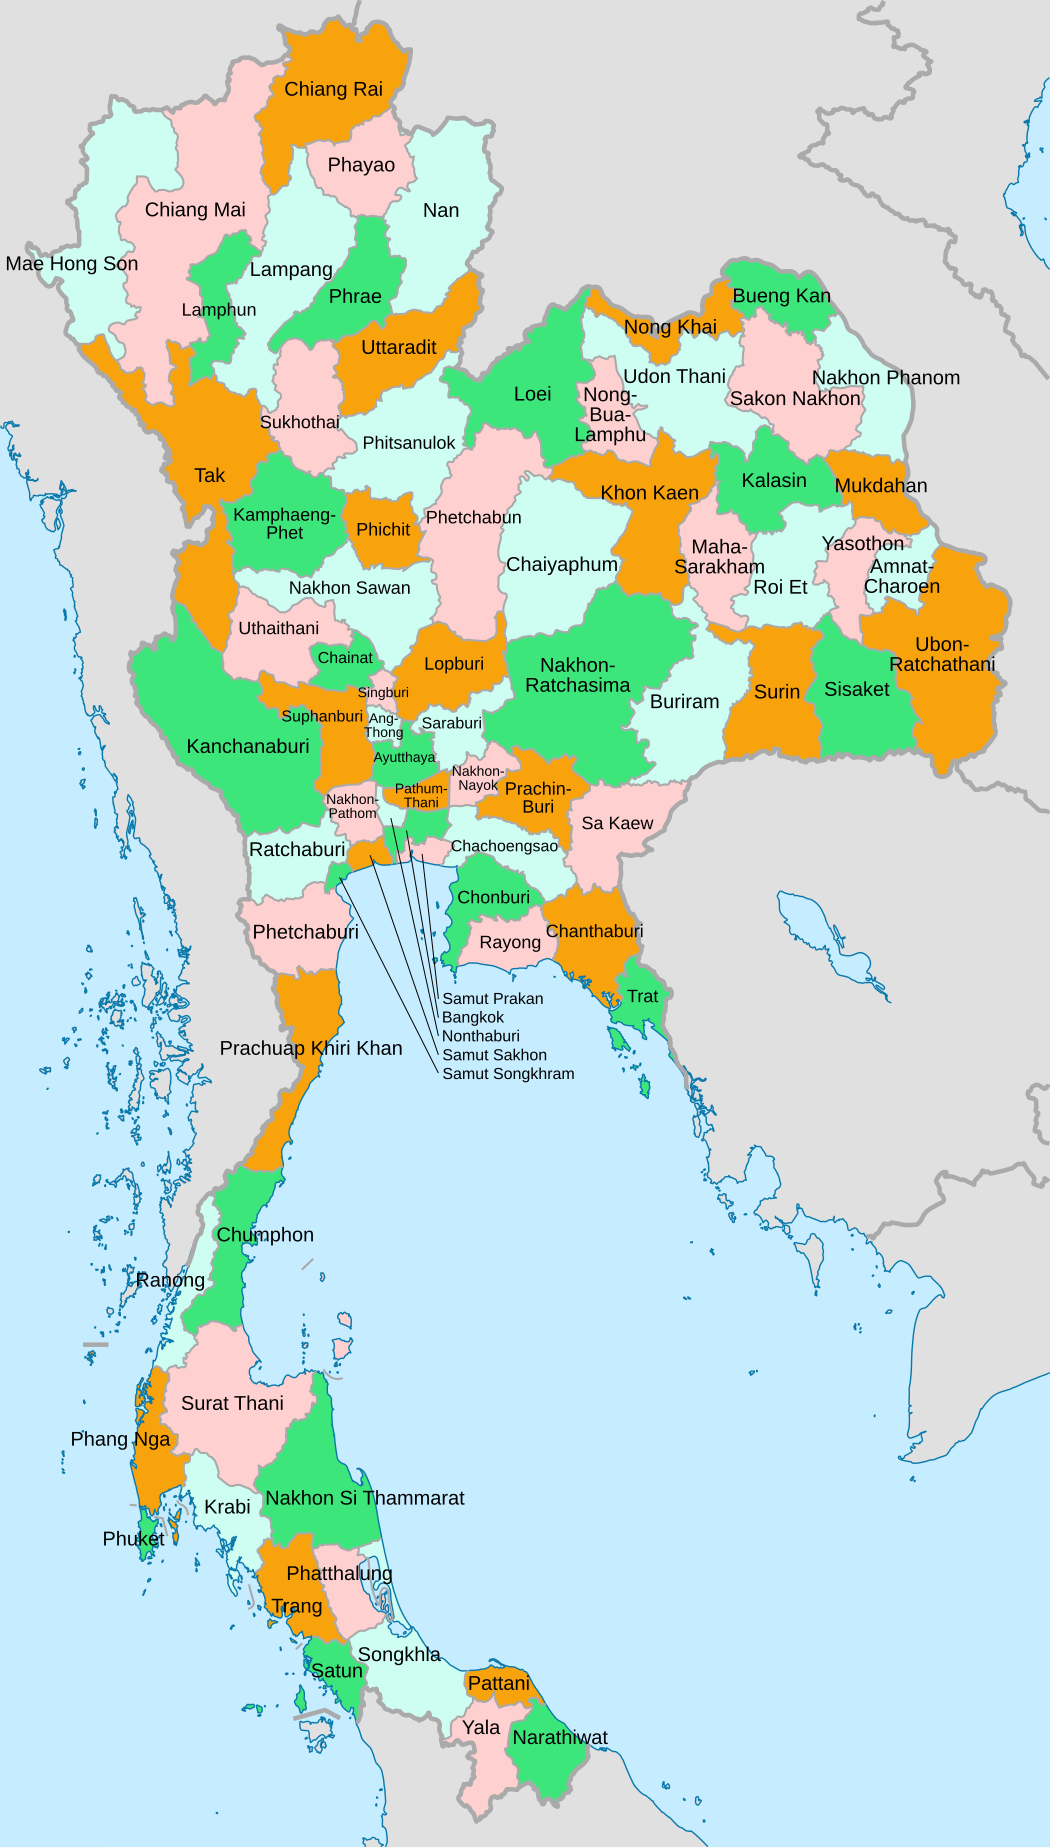 Chiang Rai
Phayao
Chiang Mai
Nan
Mae Hong Son
Lampang
Lamphun
Phrae
Uttaradit
Bueng Kan
Nong Khai
Loei
Udon Thani
Nakhon Phanom
Nong-
Bua-
Lamphu
Sakon Nakhon
Sukhothai
Phitsanulok
Tak
Khon Kaen
Kalasin
Mukdahan
Kamphaeng-
Phet
Phichit
Phetchabun
Chaiyaphum
Maha-
Sarakham
Roi Et
Yasothon
Amnat-
Charoen
Nakhon Sawan
Uthaithani
Chainat
Lopburi
Nakhon-
Ratchasima
Ubon-
Ratchathani
Singburi
Buriram
Surin
Sisaket
Suphanburi
Ang-
Thong
Saraburi
Kanchanaburi
Ayutthaya
Nakhon-
Nayok
Pathum-
Thani
Prachin-
Buri
Nakhon-
Pathom
Sa Kaew
Ratchaburi
Chachoengsao
Chonburi
Phetchaburi
Rayong
Chanthaburi
Trat
Samut Prakan
Bangkok
Nonthaburi
Samut Sakhon
Samut Songkhram
Prachuap Khiri Khan
Chumphon
Ranong
Surat Thani
Phang Nga
Nakhon Si Thammarat
Krabi
Phuket
Phatthalung
Trang
Songkhla
Satun
Pattani
Yala
Narathiwat